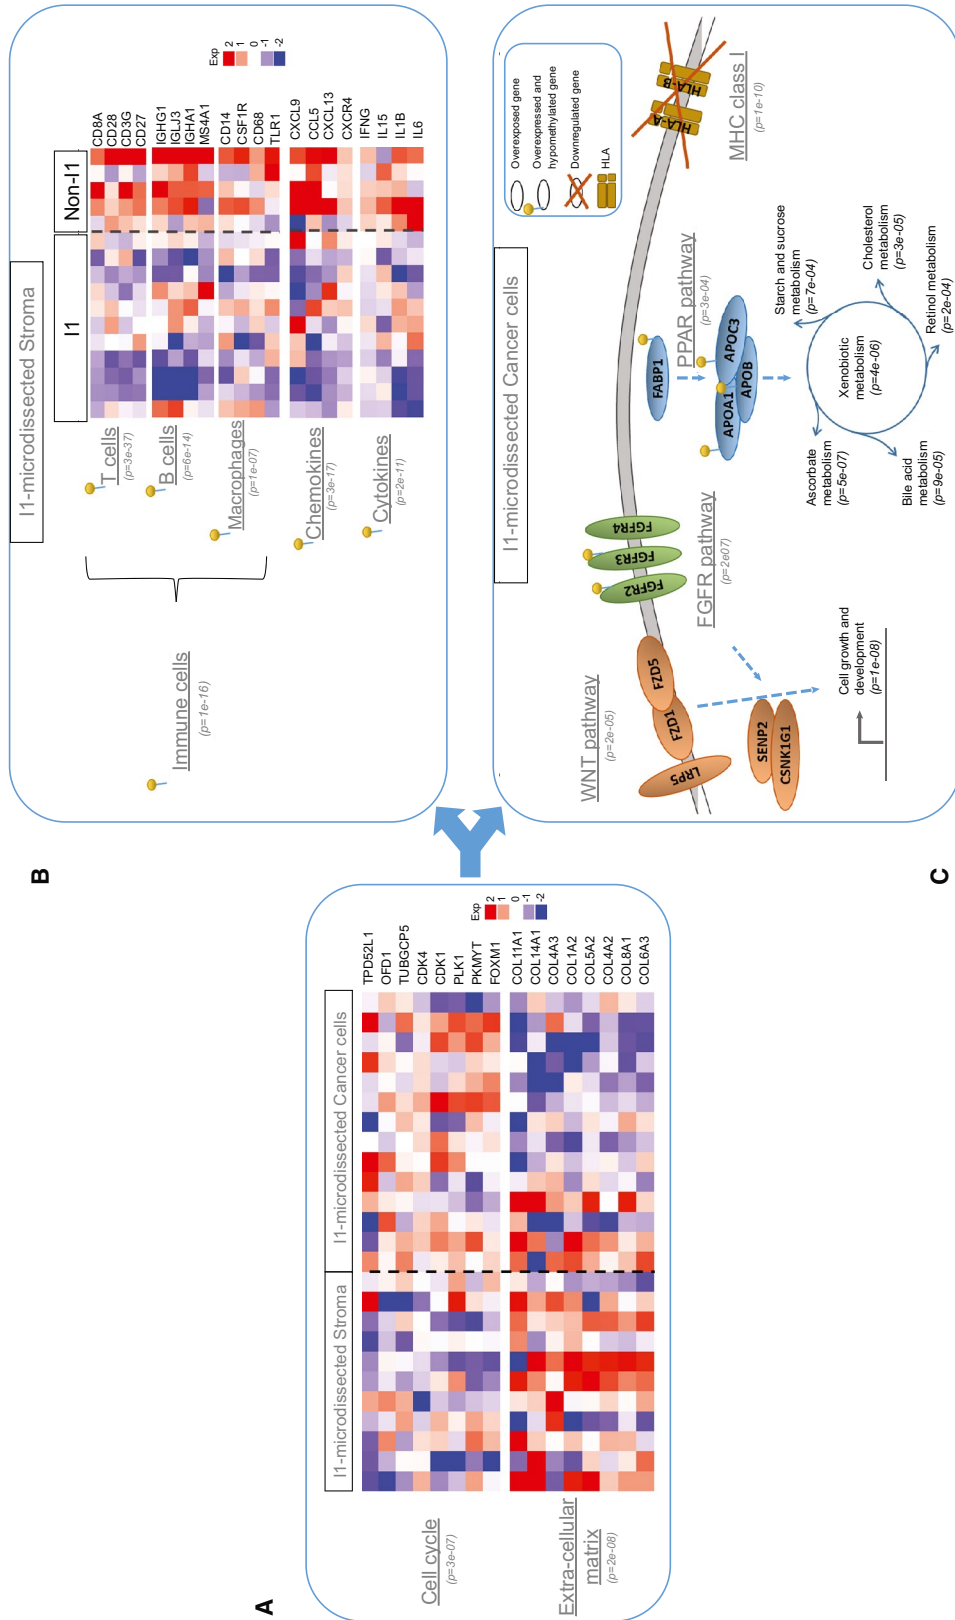 A
I1-microdissected Stroma
I1-microdissected Cancer cells
Cell cycle
(p=3e-07)
TPD52L1
OFD1
TUBGCP5
CDK4
CDK1
PLK1
PKMYT
FOXM1
Extra-cellular
matrix
(p=2e-08)
COL11A1
COL14A1
COL4A3
COL1A2
COL5A2
COL4A2
COL8A1
COL6A3
Exp
2
1
0
-1
-2
B
I1-microdissected Stroma
I1
Non-I1
Immune cells
(p=1e-16)
T cells
(p=3e-37)
CD8A
CD28
CD3G
CD27
B cells
(p=6e-14)
IGHG1
IGLJ3
IGHA1
MS4A1
Macrophages
(p=1e-07)
CD14
CSF1R
CD68
TLR1
Chemokines
(p=3e-17)
CXCL9
CCL5
CXCL13
CXCR4
Cytokines
(p=2e-11)
IFNG
IL15
IL1B
IL6
Exp
2
1
0
-1
-2
C
I1-microdissected Cancer cells
Overexposed gene
Overexpressed and
hypomethylated gene
Downregulated gene
HLA
WNT pathway
(p=2e-05)
LRP5
FZD1
FZD5
SENP2
CSNK1G1
Cell growth and
development
(p=1e-08)
FGFR2
FGFR3
FGFR4
FGFR pathway
(p=2e07)
FABP1
PPAR pathway
(p=3e-04)
APOA1
APOC3
APOB
Ascorbate
metabolism
(p=5e-07)
Starch and sucrose
metabolism
(p=7e-04)
Xenobiotic
metabolism
(p=4e-06)
Cholesterol
metabolism
(p=3e-05)
Bile acid
metabolism
(p=9e-05)
Retinol metabolism
(p=2e-04)
HLA-A
HLA-B
MHC class I
(p=1e-10)